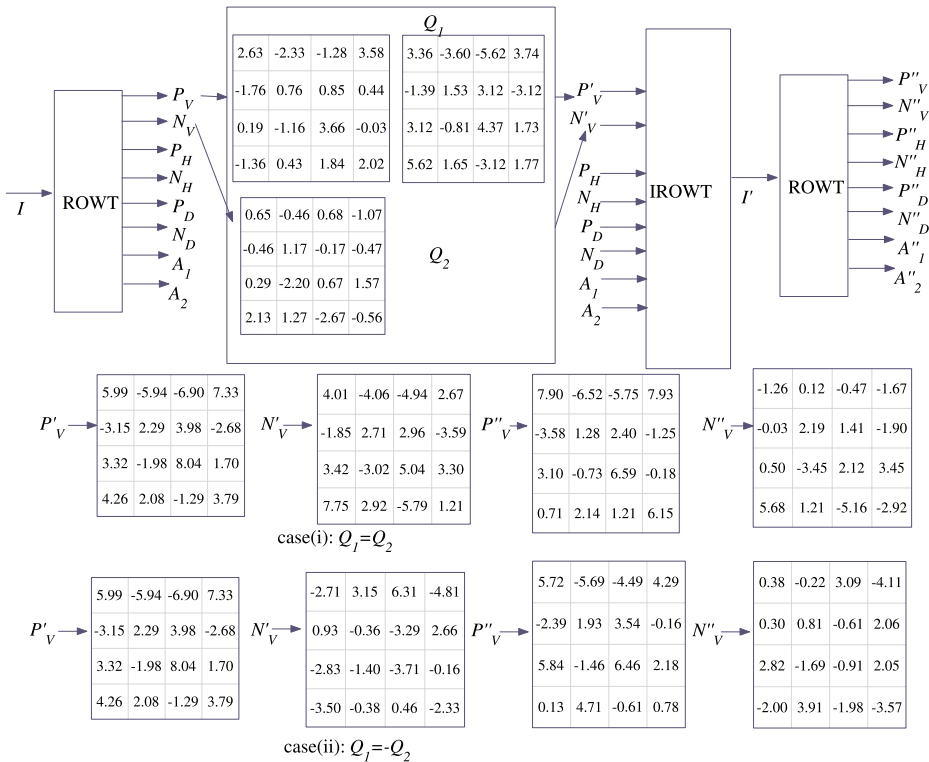 Q1
2.63 -2.33 -1.28 3.58
-1.76 0.76 0.85 0.44
0.19 -1.16 3.66 -0.03
-1.36 0.43 1.84 2.02
3.36 -3.60 -5.62 3.74
-1.39 1.53 3.12 -3.12
3.12 -0.81 4.37 1.73
5.62 1.65 -3.12 1.77
0.65 -0.46 0.68 -1.07
-0.46 1.17 -0.17 -0.47
0.29 -2.20 0.67 1.57
2.13 1.27 -2.67 -0.56
Q2
I
ROWT
PV
NV
PH
NH
PD
ND
A1
A2
P'V
N'V
PH
NH
PD
ND
A1
A2
IROWT
I'
ROWT
P''V
N''V
P''H
N''H
P''D
N''D
A''1
A''2
P'V
5.99 -5.94 -6.90 7.33
-3.15 2.29 3.98 -2.68
3.32 -1.98 8.04 1.70
4.26 2.08 -1.29 3.79
N'V
4.01 -4.06 -4.94 2.67
-1.85 2.71 2.96 -3.59
3.42 -3.02 5.04 3.30
7.75 2.92 -5.79 1.21
P''V
7.90 -6.52 -5.75 7.93
-3.58 1.28 2.40 -1.25
3.10 -0.73 6.59 -0.18
0.71 2.14 1.21 6.15
N''V
-1.26 0.12 -0.47 -1.67
-0.03 2.19 1.41 -1.90
0.50 -3.45 2.12 3.45
5.68 1.21 -5.16 -2.92
case(i): Q1=Q2
P'V
5.99 -5.94 -6.90 7.33
-3.15 2.29 3.98 -2.68
3.32 -1.98 8.04 1.70
4.26 2.08 -1.29 3.79
N'V
-2.71 3.15 6.31 -4.81
0.93 -0.36 -3.29 2.66
-2.83 -1.40 -3.71 -0.16
-3.50 -0.38 0.46 -2.33
P''V
5.72 -5.69 -4.49 4.29
-2.39 1.93 3.54 -0.16
5.84 -1.46 6.46 2.18
0.13 4.71 -0.61 0.78
N''V
0.38 -0.22 3.09 -4.11
0.30 0.81 -0.61 2.06
2.82 -1.69 -0.91 2.05
-2.00 3.91 -1.98 -3.57
case(ii): Q1=-Q2